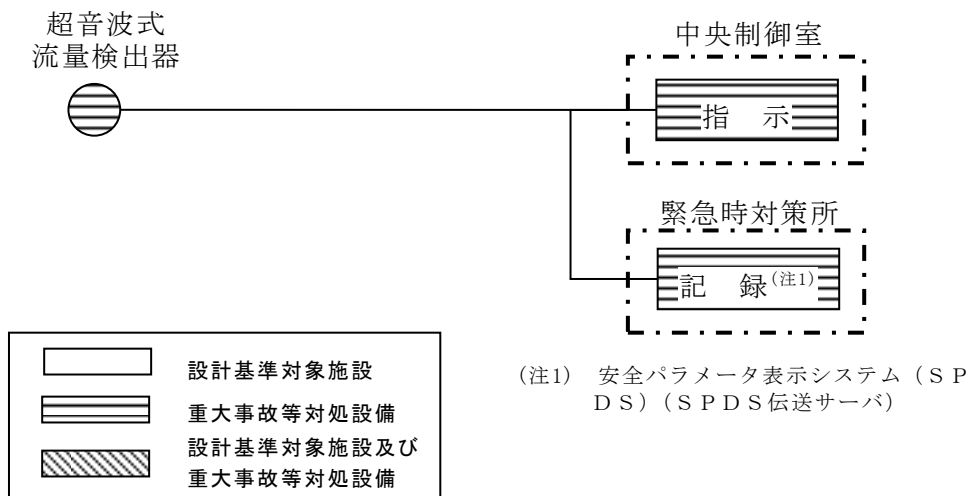 超音波式
流量検出器
中央制御室
指　示
緊急時対策所
記　録(注1)
設計基準対象施設
重大事故等対処設備
設計基準対象施設及び
重大事故等対処設備
(注1)　安全パラメータ表示システム（ＳＰ
ＤＳ）（ＳＰＤＳ伝送サーバ）